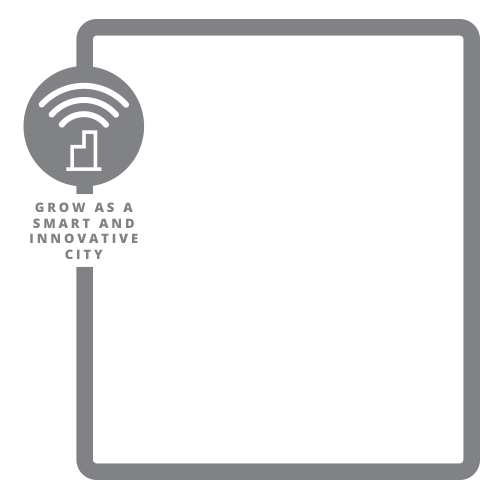 GROW AS A
SMART AND
INNOVATIVE
CITY